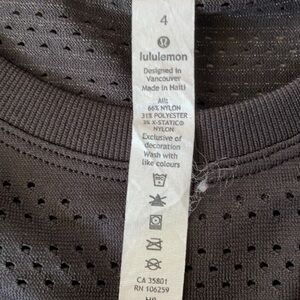 4
lululemon
Designed in
Vancouver
Made in Haiti
All:
66% NYLON
31% POLYESTER
3% X-STATIC®
NYLON
Exclusive of
decoration
Wash with
like colours
CA 35801
RN 106259